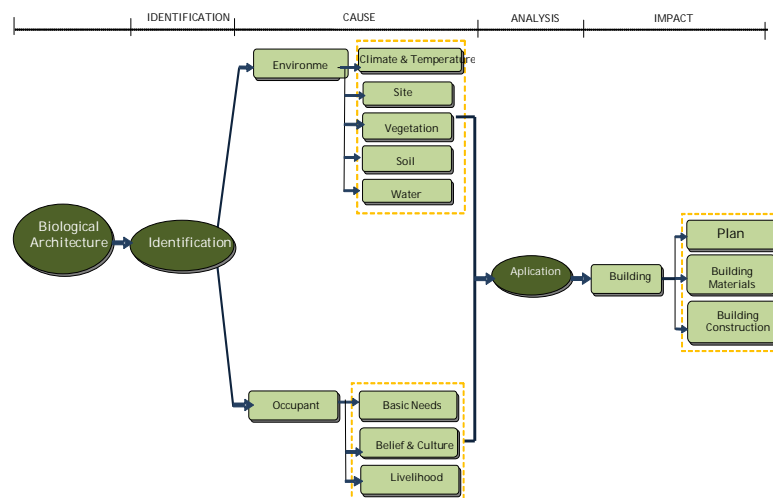 IDENTIFICATION
CAUSE
ANALYSIS
IMPACT
Environme
Climate & Temperature
Site
Vegetation
Soil
Water
Biological
Architecture
Identification
Aplication
Building
Plan
Building
Materials
Building
Construction
Occupant
Basic Needs
Belief & Culture
Livelihood